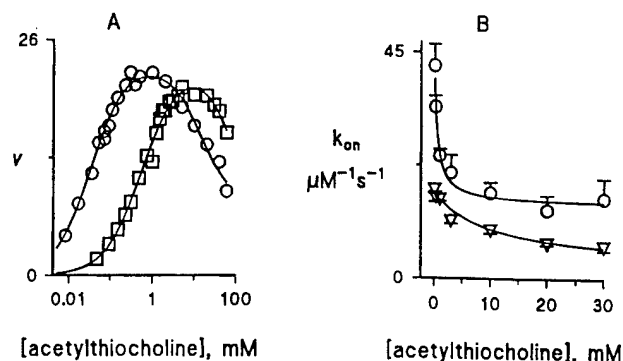 A
26
v
0
0.01
1
100
[acetylthiocholine], mM
B
45
k_on
μM⁻¹s⁻¹
0
0
10
20
30
[acetylthiocholine], mM